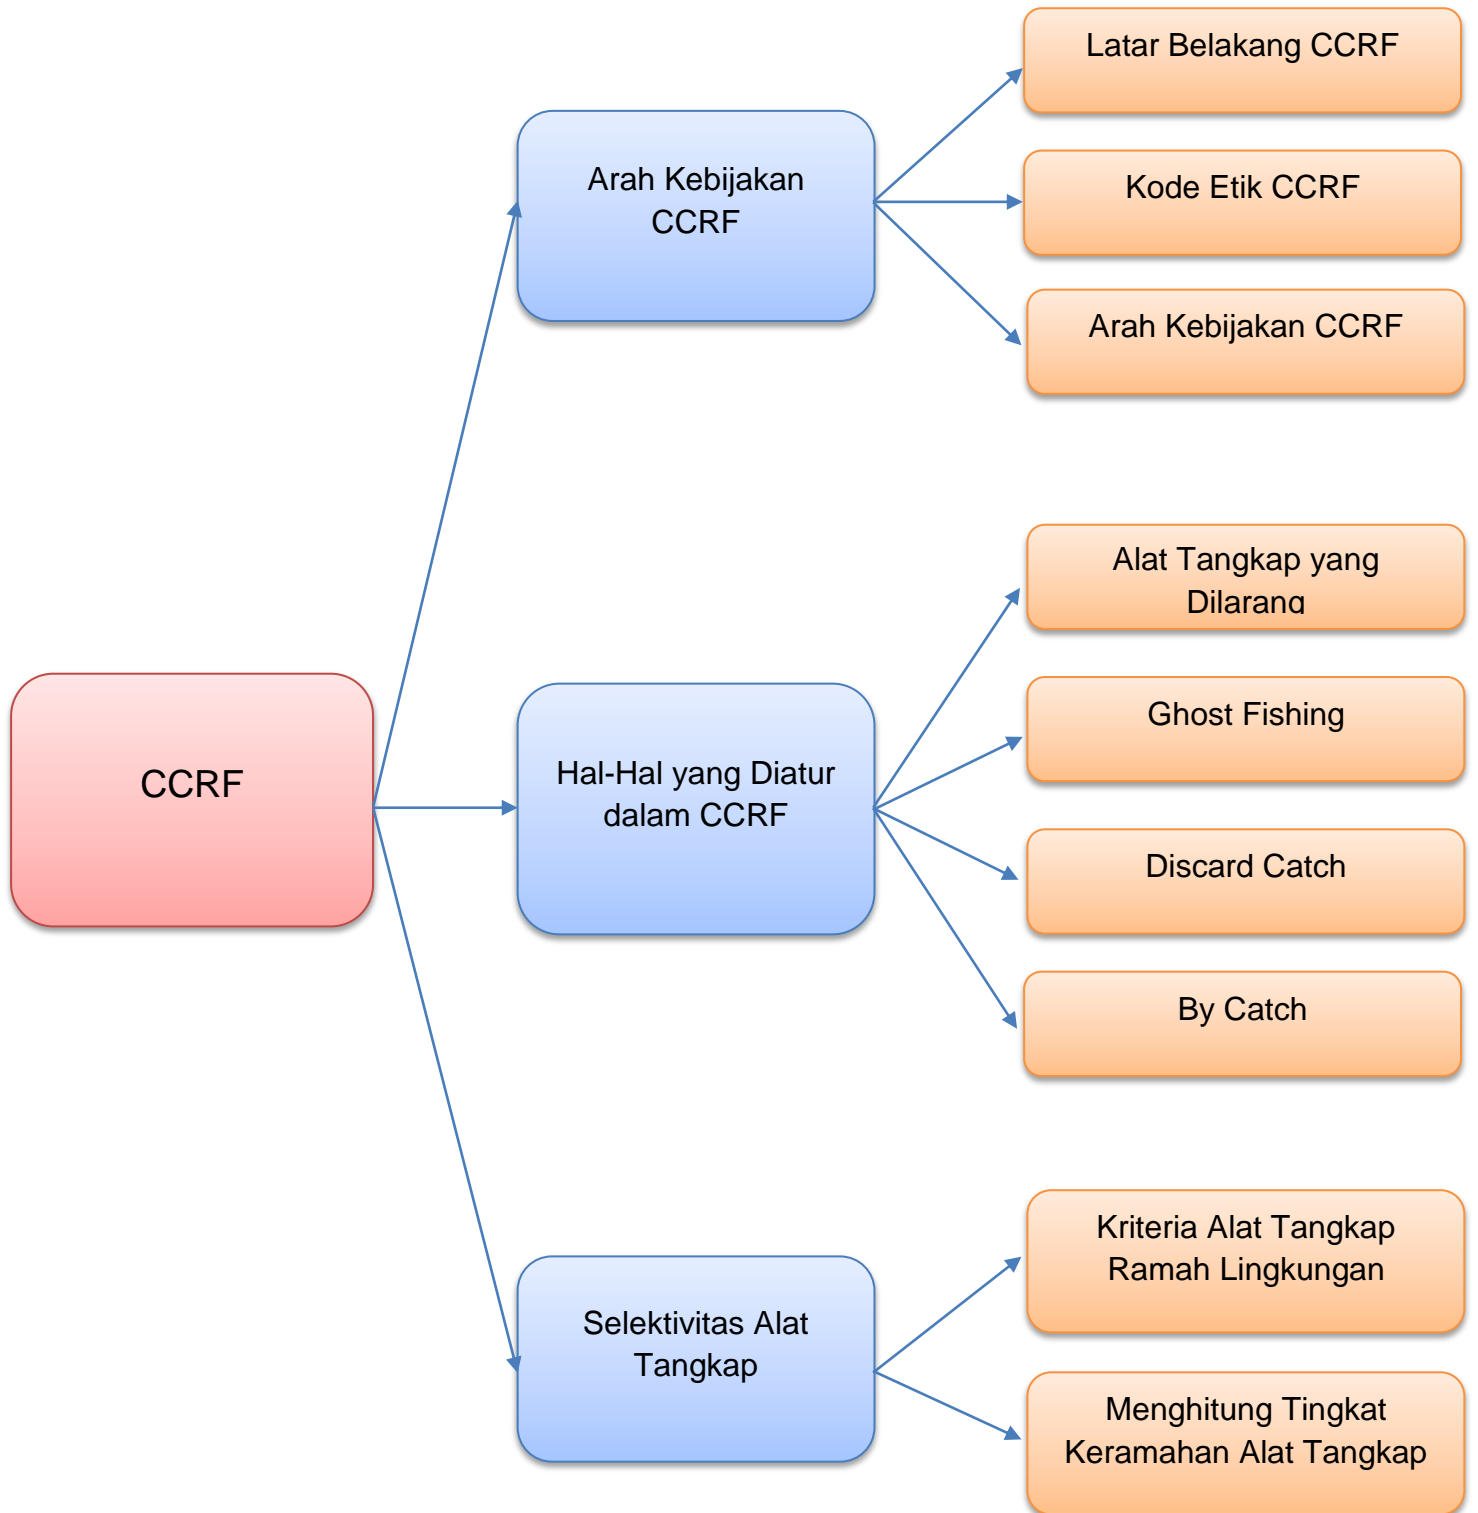 Latar Belakang CCRF
Arah Kebijakan
CCRF
Kode Etik CCRF
Arah Kebijakan CCRF
Alat Tangkap yang
Dilarang
Ghost Fishing
CCRF
Hal-Hal yang Diatur
dalam CCRF
Discard Catch
By Catch
Kriteria Alat Tangkap
Ramah Lingkungan
Selektivitas Alat
Tangkap
Menghitung Tingkat
Keramahan Alat Tangkap